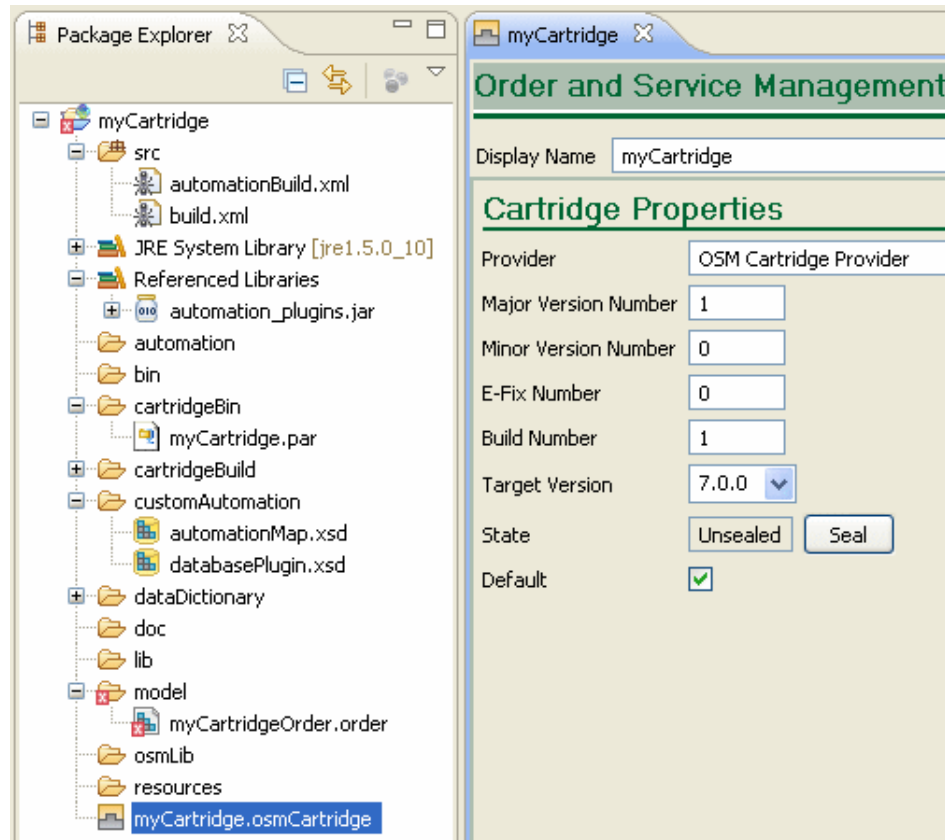 Package Explorer
myCartridge
src
automationBuild.xml
build.xml
JRE System Library [jre1.5.0_10]
Referenced Libraries
automation_plugins.jar
automation
bin
cartridgeBin
myCartridge.par
cartridgeBuild
customAutomation
automationMap.xsd
databasePlugin.xsd
dataDictionary
doc
lib
model
myCartridgeOrder.order
osmLib
resources
myCartridge.osmCartridge
myCartridge
Order and Service Management
Display Name myCartridge
Cartridge Properties
Provider OSM Cartridge Provider
Major Version Number 1
Minor Version Number 0
E-Fix Number 0
Build Number 1
Target Version 7.0.0
State Unsealed Seal
Default